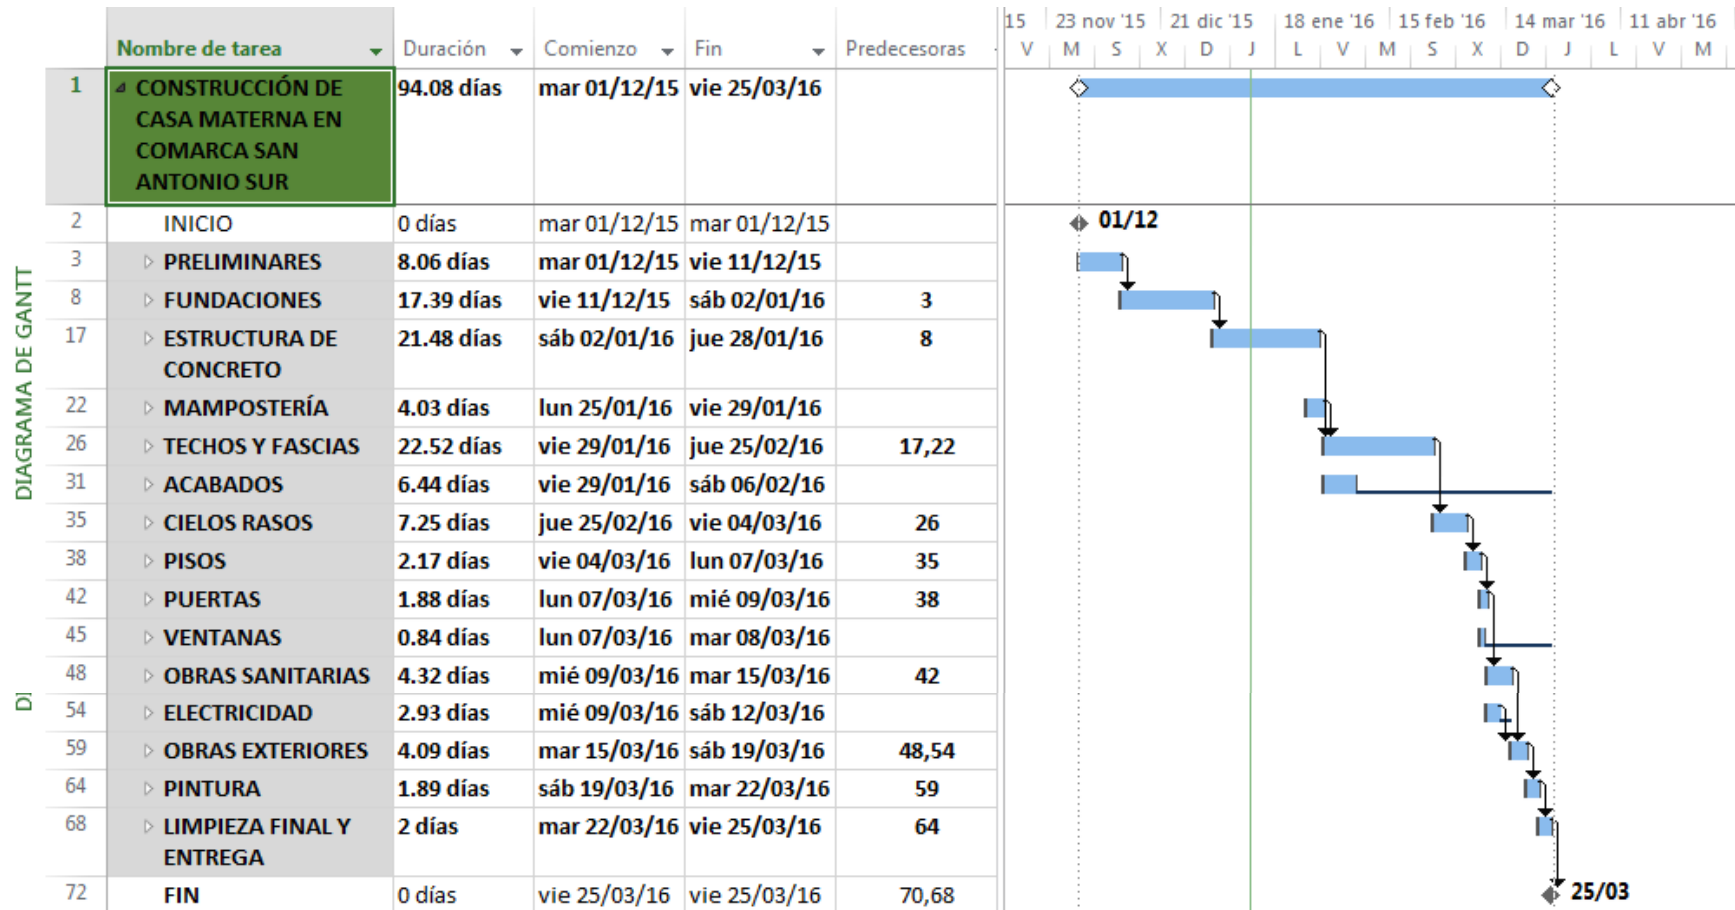 15 23 nov '15 21 dic '15 18 ene '16 15 feb '16 14 mar '16 11 abr '16
Nombre de tarea Duración Comienzo Fin Predecesoras V M S X D J L V M S X D J L V M
1 CONSTRUCCIÓN DE 94.08 días mar 01/12/15 vie 25/03/16
CASA MATERNA EN
COMARCA SAN
ANTONIO SUR
2 INICIO 0 días mar 01/12/15 mar 01/12/15 01/12
3 PRELIMINARES 8.06 días mar 01/12/15 vie 11/12/15
8 FUNDACIONES 17.39 días vie 11/12/15 sáb 02/01/16 3
17 ESTRUCTURA DE 21.48 días sáb 02/01/16 jue 28/01/16 8
CONCRETO
22 MAMPOSTERÍA 4.03 días lun 25/01/16 vie 29/01/16
26 TECHOS Y FASCIAS 22.52 días vie 29/01/16 jue 25/02/16 17,22
31 ACABADOS 6.44 días vie 29/01/16 sáb 06/02/16
35 CIELOS RASOS 7.25 días jue 25/02/16 vie 04/03/16 26
38 PISOS 2.17 días vie 04/03/16 lun 07/03/16 35
42 PUERTAS 1.88 días lun 07/03/16 mié 09/03/16 38
45 VENTANAS 0.84 días lun 07/03/16 mar 08/03/16
48 OBRAS SANITARIAS 4.32 días mié 09/03/16 mar 15/03/16 42
54 ELECTRICIDAD 2.93 días mié 09/03/16 sáb 12/03/16
59 OBRAS EXTERIORES 4.09 días mar 15/03/16 sáb 19/03/16 48,54
64 PINTURA 1.89 días sáb 19/03/16 mar 22/03/16 59
68 LIMPIEZA FINAL Y 2 días mar 22/03/16 vie 25/03/16 64
ENTREGA
72 FIN 0 días vie 25/03/16 vie 25/03/16 70,68 25/03
DIAGRAMA DE GANTT
DI